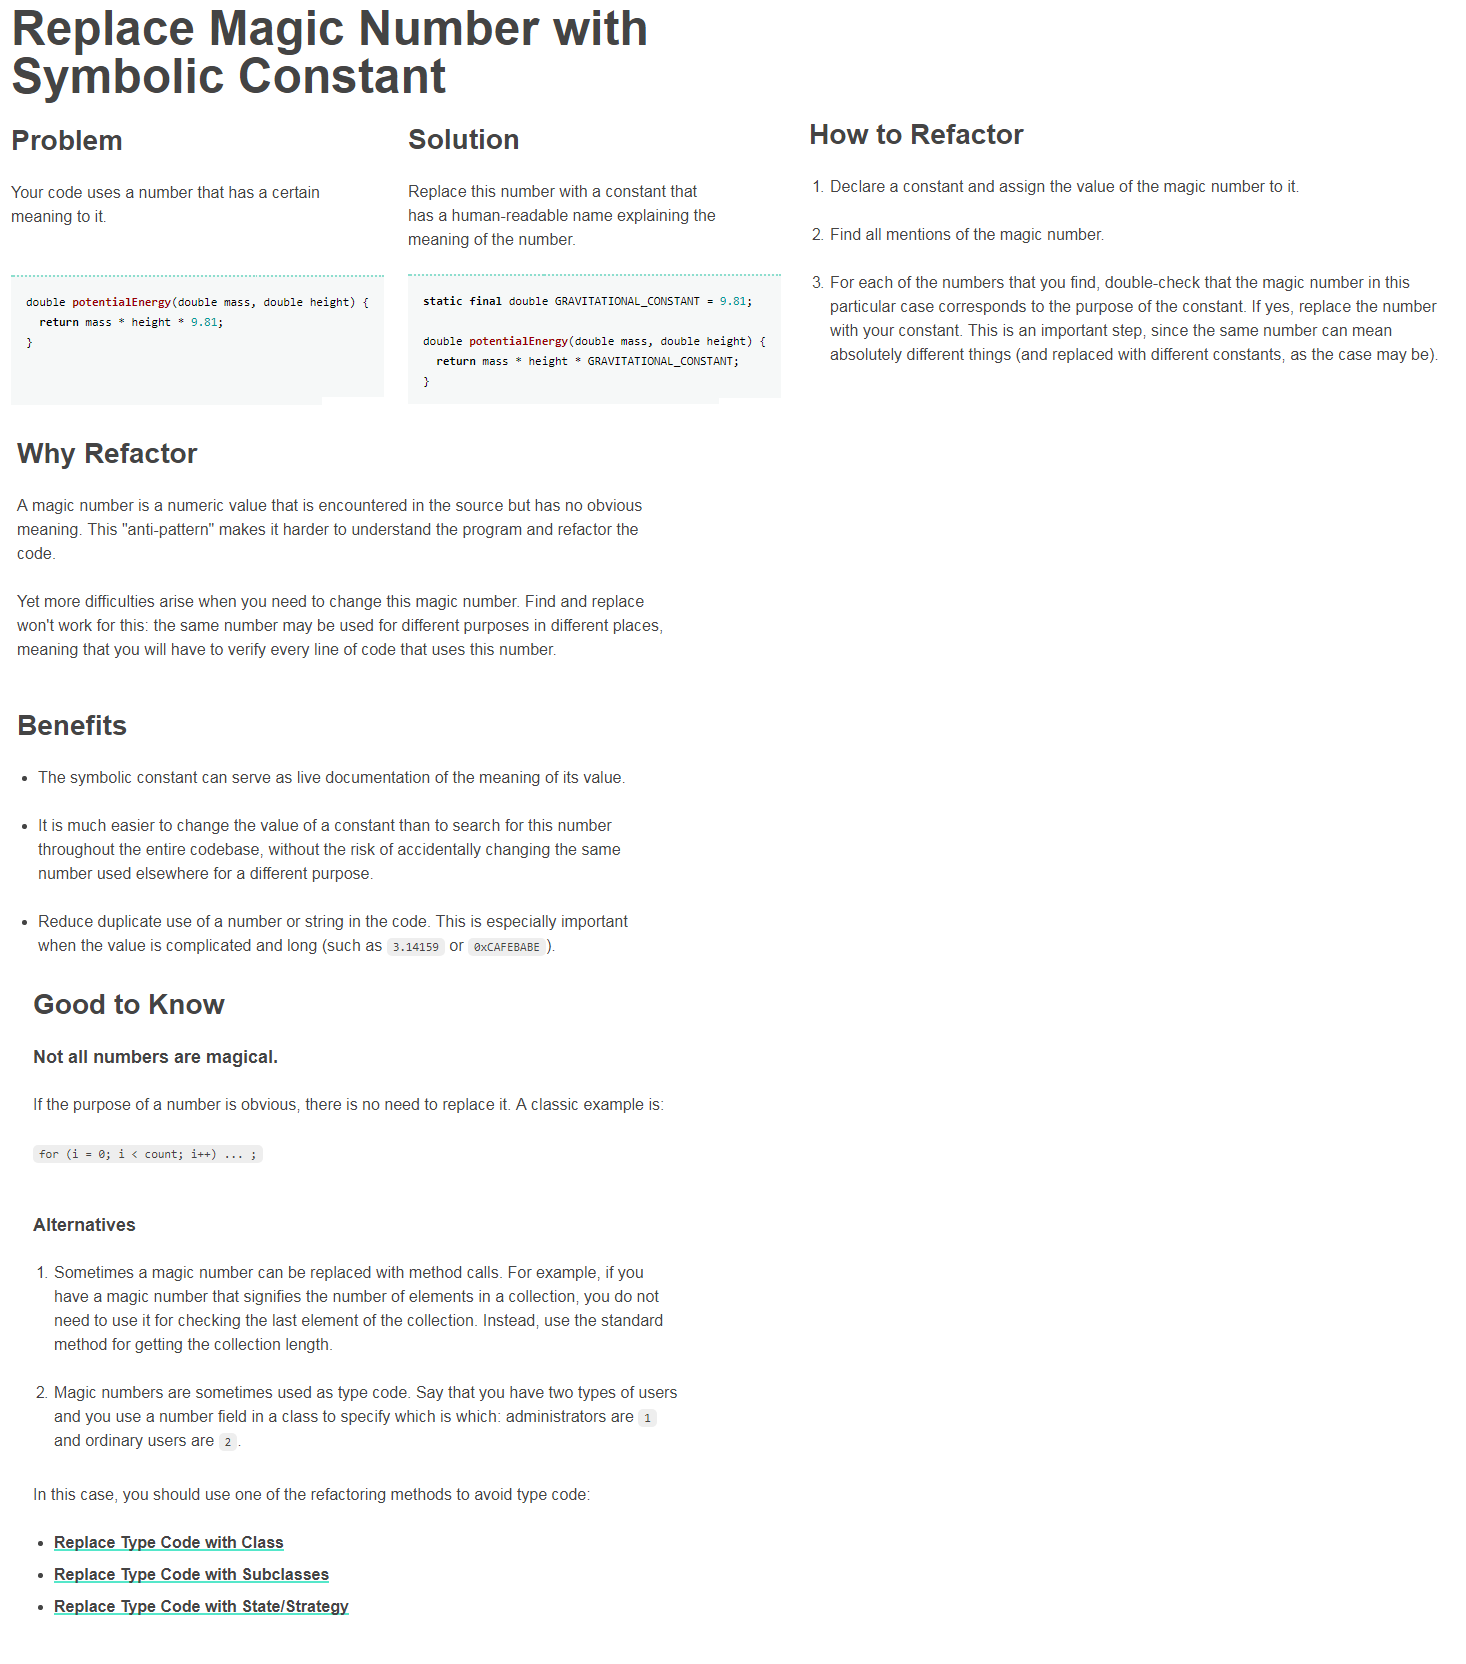 Replace Magic Number with
Symbolic Constant
Problem
Your code uses a number that has a certain
meaning to it.
double potentialEnergy(double mass, double height) {
  return mass * height * 9.81;
}
Solution
Replace this number with a constant that
has a human-readable name explaining the
meaning of the number.
static final double GRAVITATIONAL_CONSTANT = 9.81;
double potentialEnergy(double mass, double height) {
  return mass * height * GRAVITATIONAL_CONSTANT;
}
How to Refactor
1. Declare a constant and assign the value of the magic number to it.
2. Find all mentions of the magic number.
3. For each of the numbers that you find, double-check that the magic number in this
particular case corresponds to the purpose of the constant. If yes, replace the number
with your constant. This is an important step, since the same number can mean
absolutely different things (and replaced with different constants, as the case may be).
Why Refactor
A magic number is a numeric value that is encountered in the source but has no obvious
meaning. This "anti-pattern" makes it harder to understand the program and refactor the
code.
Yet more difficulties arise when you need to change this magic number. Find and replace
won't work for this: the same number may be used for different purposes in different places,
meaning that you will have to verify every line of code that uses this number.
Benefits
• The symbolic constant can serve as live documentation of the meaning of its value.
• It is much easier to change the value of a constant than to search for this number
throughout the entire codebase, without the risk of accidentally changing the same
number used elsewhere for a different purpose.
• Reduce duplicate use of a number or string in the code. This is especially important
when the value is complicated and long (such as 3.14159 or 0xCAFEBABE ).
Good to Know
Not all numbers are magical.
If the purpose of a number is obvious, there is no need to replace it. A classic example is:
for (i = 0; i < count; i++) ... ;
Alternatives
1. Sometimes a magic number can be replaced with method calls. For example, if you
have a magic number that signifies the number of elements in a collection, you do not
need to use it for checking the last element of the collection. Instead, use the standard
method for getting the collection length.
2. Magic numbers are sometimes used as type code. Say that you have two types of users
and you use a number field in a class to specify which is which: administrators are 1
and ordinary users are 2 .
In this case, you should use one of the refactoring methods to avoid type code:
• Replace Type Code with Class
• Replace Type Code with Subclasses
• Replace Type Code with State/Strategy